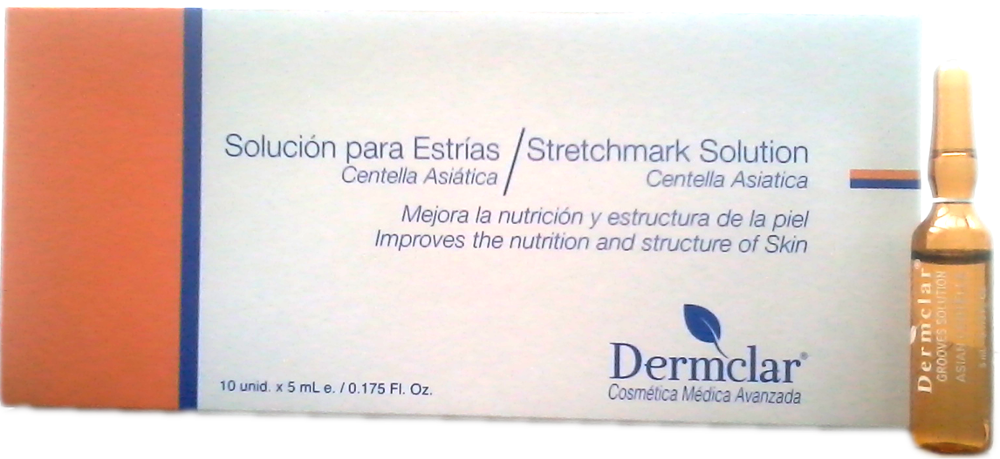 Solución para Estrías / Stretchmark Solution
Centella Asiática Centella Asiatica
Mejora la nutrición y estructura de la piel
Improves the nutrition and structure of Skin
10 unid. x 5 mL e. / 0.175 Fl. Oz.
Dermclar®
Cosmética Médica Avanzada
Dermclar®
GROOVES SOLUTION
ASIAN